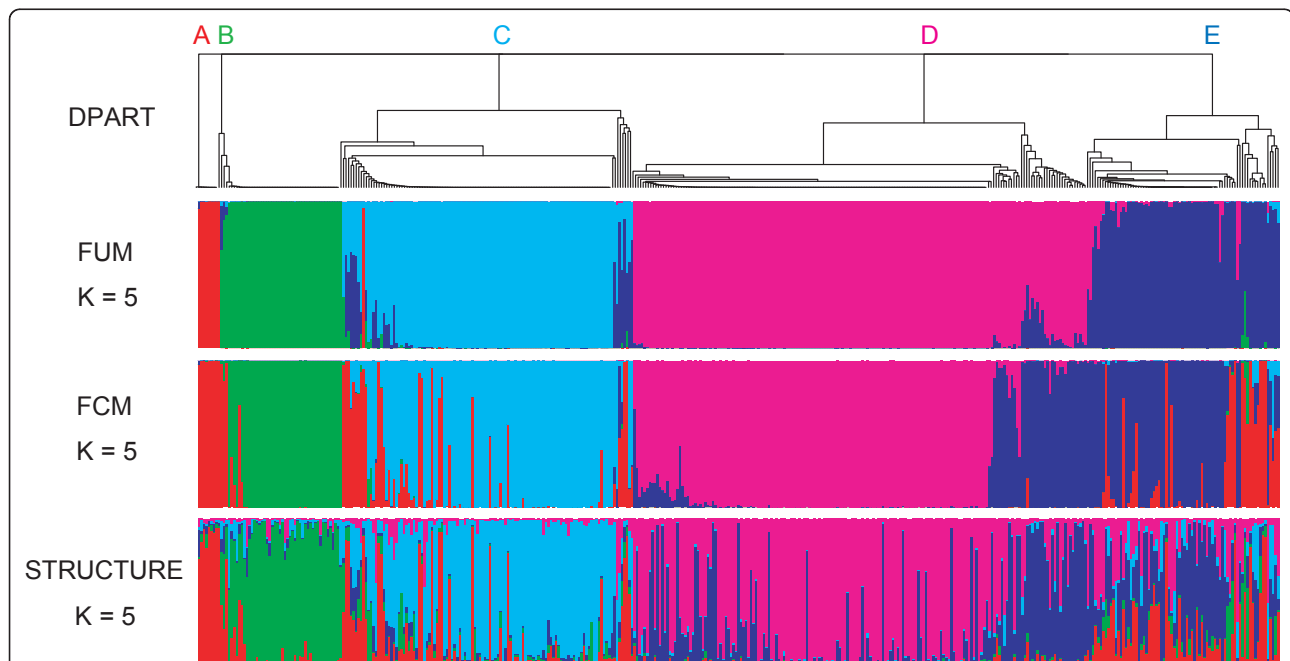 A B C D E
DPART
FUM
K = 5
FCM
K = 5
STRUCTURE
K = 5